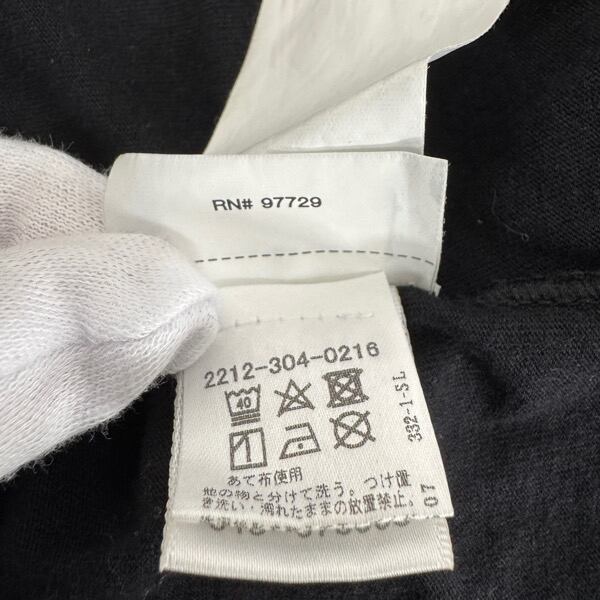 RN# 97729
2212-304-0216
40
あて布使用
他の物と分けて洗う。つけ置
き洗い・濡れたままの放置禁止。
332-1-SL
07